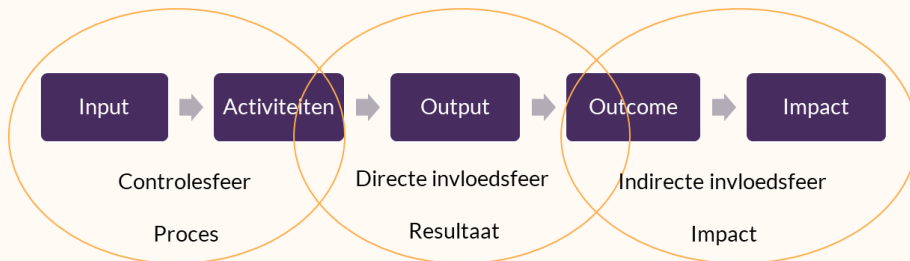 Input Activiteiten Output Outcome Impact
Controlesfeer Directe invloedsfeer Indirecte invloedsfeer
Proces Resultaat Impact